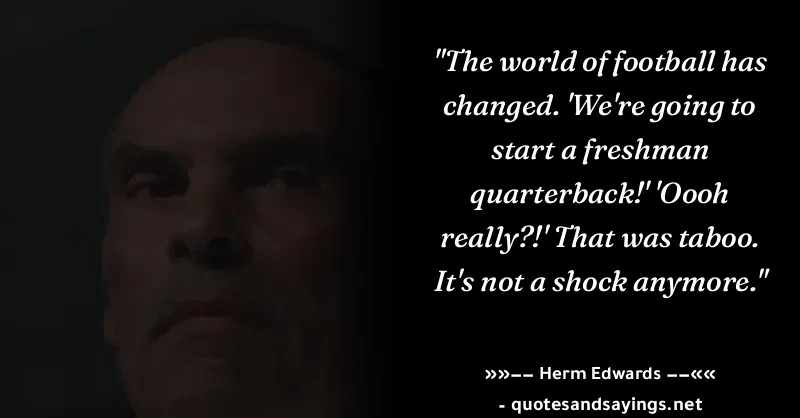 "The world of football has
changed. 'We're going to
start a freshman
quarterback!' 'Oooh
really?!' That was taboo.
It's not a shock anymore."
»»−− Herm Edwards −−««
- quotesandsayings.net